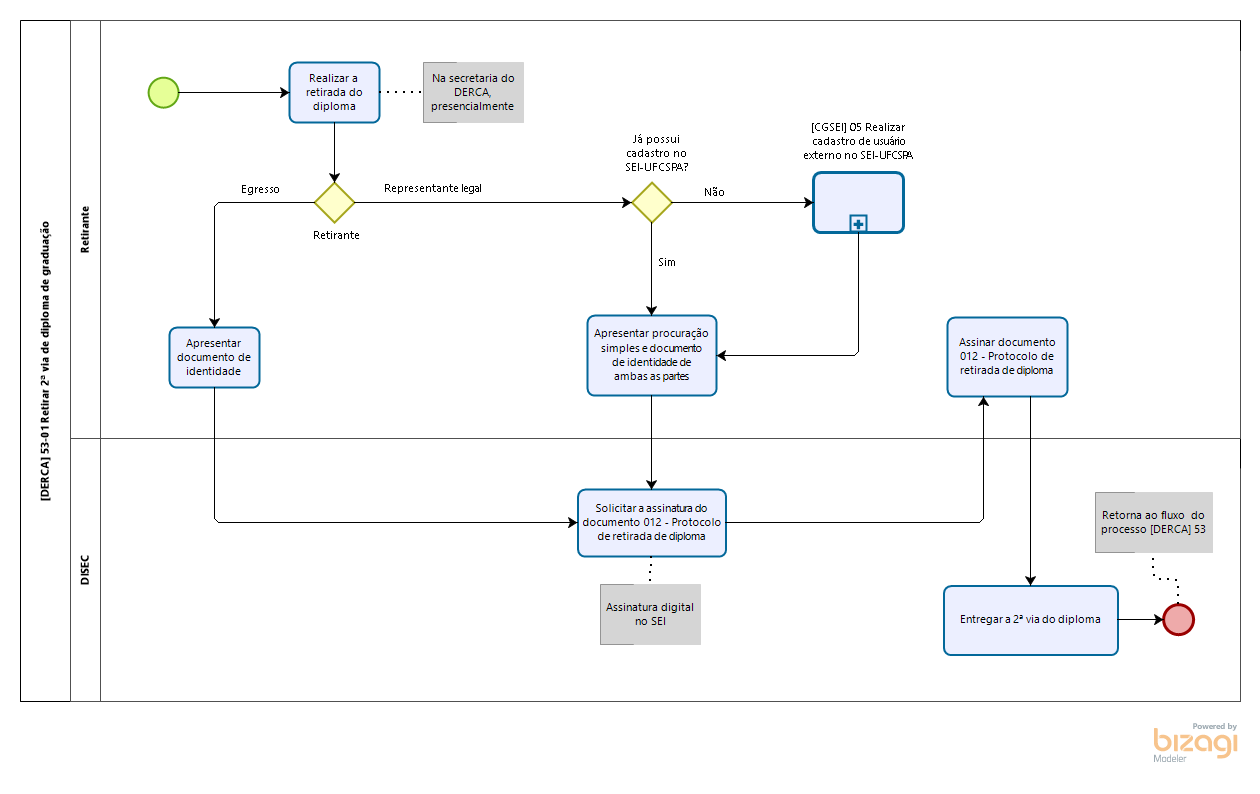 [DERCA] 53-01 Retirar 2ª via de diploma de graduação
Retirante
Realizar a
retirada do
diploma
Na secretaria do
DERCA,
presencialmente
Egresso
Representante legal
Retirante
Já possui
cadastro no
SEI-UFCSPA?
Não
Sim
[CGSEI] 05 Realizar
cadastro de usuário
externo no SEI-UFCSPA
Apresentar
documento de
identidade
Apresentar procuração
simples e documento
de identidade de
ambas as partes
Assinar documento
012 - Protocolo de
retirada de diploma
DISEC
Solicitar a assinatura do
documento 012 - Protocolo
de retirada de diploma
Assinatura digital
no SEI
Retorna ao fluxo do
processo [DERCA] 53
Entregar a 2ª via do diploma
Powered by
bizagi
Modeler